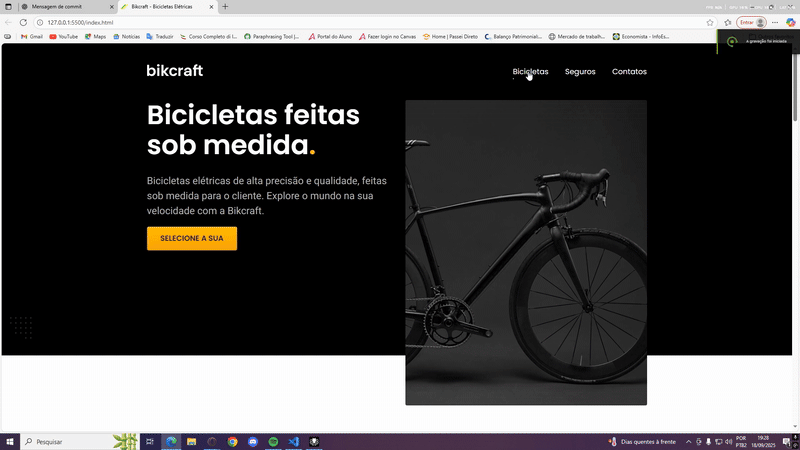 Mensagem de commit
Bikcraft - Bicicletas Elétricas
127.0.0.1:5500/index.html
Entrar
Gmail
YouTube
Maps
Notícias
Traduzir
Corso Completo di I...
Paraphrasing Tool |...
Portal do Aluno
Fazer login no Canvas
Home | Passei Direto
Balanço Patrimonial...
Mercado de trabalh...
Economista - InfoEs...
A gravação foi iniciada
bikcraft
Bicicletas
Seguros
Contatos
Bicicletas feitas
sob medida.
Bicicletas elétricas de alta precisão e qualidade, feitas
sob medida para o cliente. Explore o mundo na sua
velocidade com a Bikcraft.
SELECIONE A SUA
Pesquisar
Dias quentes à frente
POR
PTB2
19:28
18/09/2025